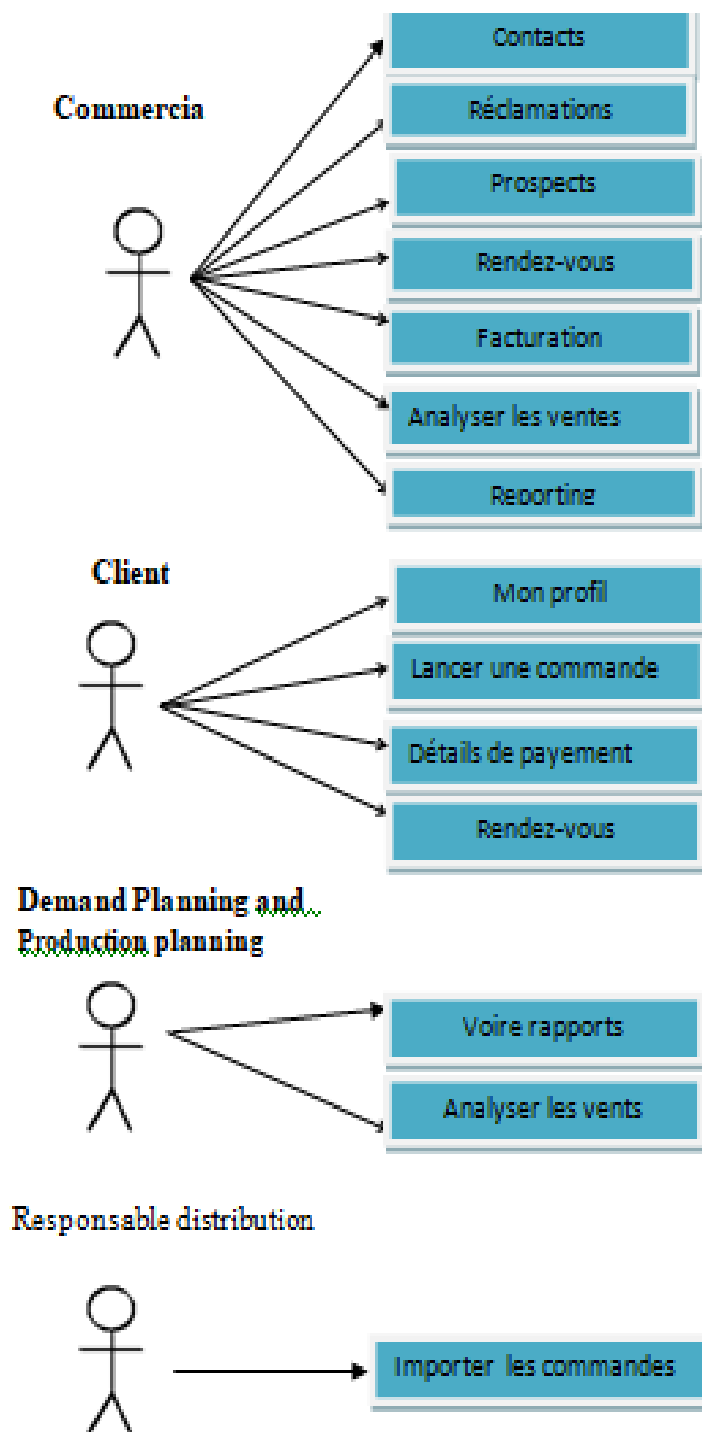 Contacts
Commercia
Réclamations
Prospects
Rendez-vous
Facturation
Analyser les ventes
Reporting
Client
Mon profil
Lancer une commande
Détails de payement
Rendez-vous
Demand Planning and
Production planning
Voire rapports
Analyser les vents
Responsable distribution
Importer les commandes